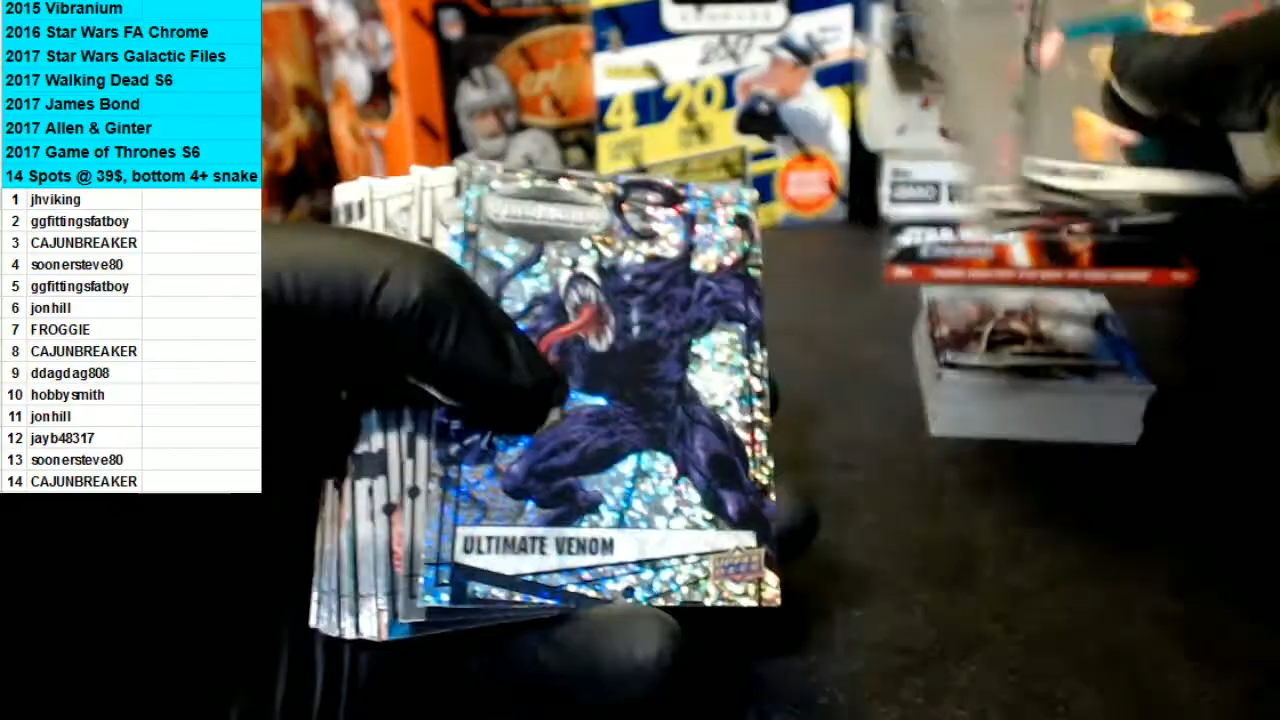 2015 Vibranium
2016 Star Wars FA Chrome
2017 Star Wars Galactic Files
2017 Walking Dead S6
2017 James Bond
2017 Allen & Ginter
2017 Game of Thrones S6
14 Spots @ 39$, bottom 4+ snake
1 jhviking
2 ggfittingsfatboy
3 CAJUNBREAKER
4 soonersteve80
5 ggfittingsfatboy
6 jonhill
7 FROGGIE
8 CAJUNBREAKER
9 ddagdag808
10 hobbysmith
11 jonhill
12 jayb48317
13 soonersteve80
14 CAJUNBREAKER
4 20
ULTIMATE VENOM